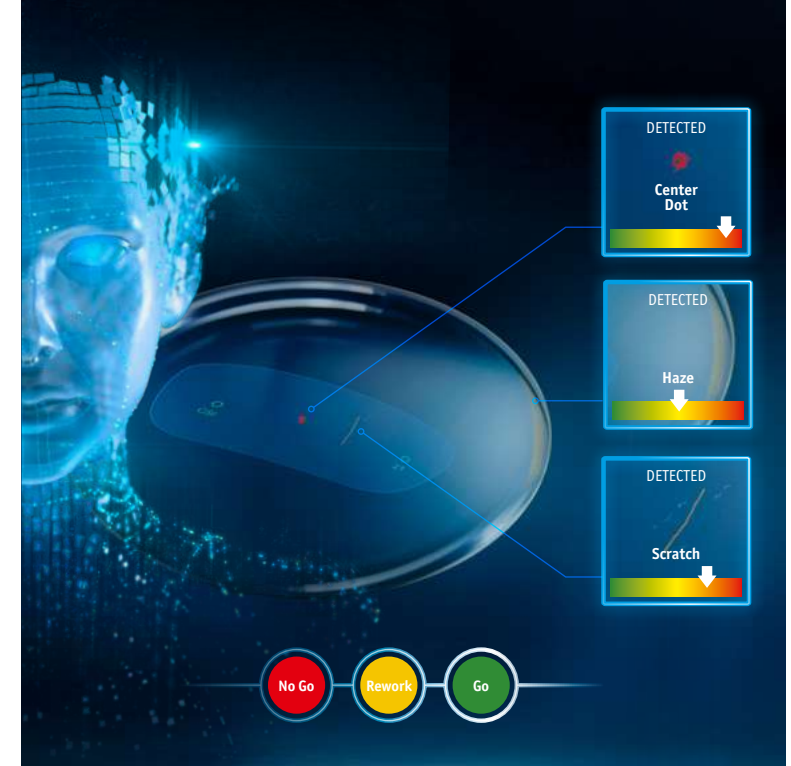 DETECTED
Center
Dot
DETECTED
Haze
DETECTED
Scratch
No Go
Rework
Go